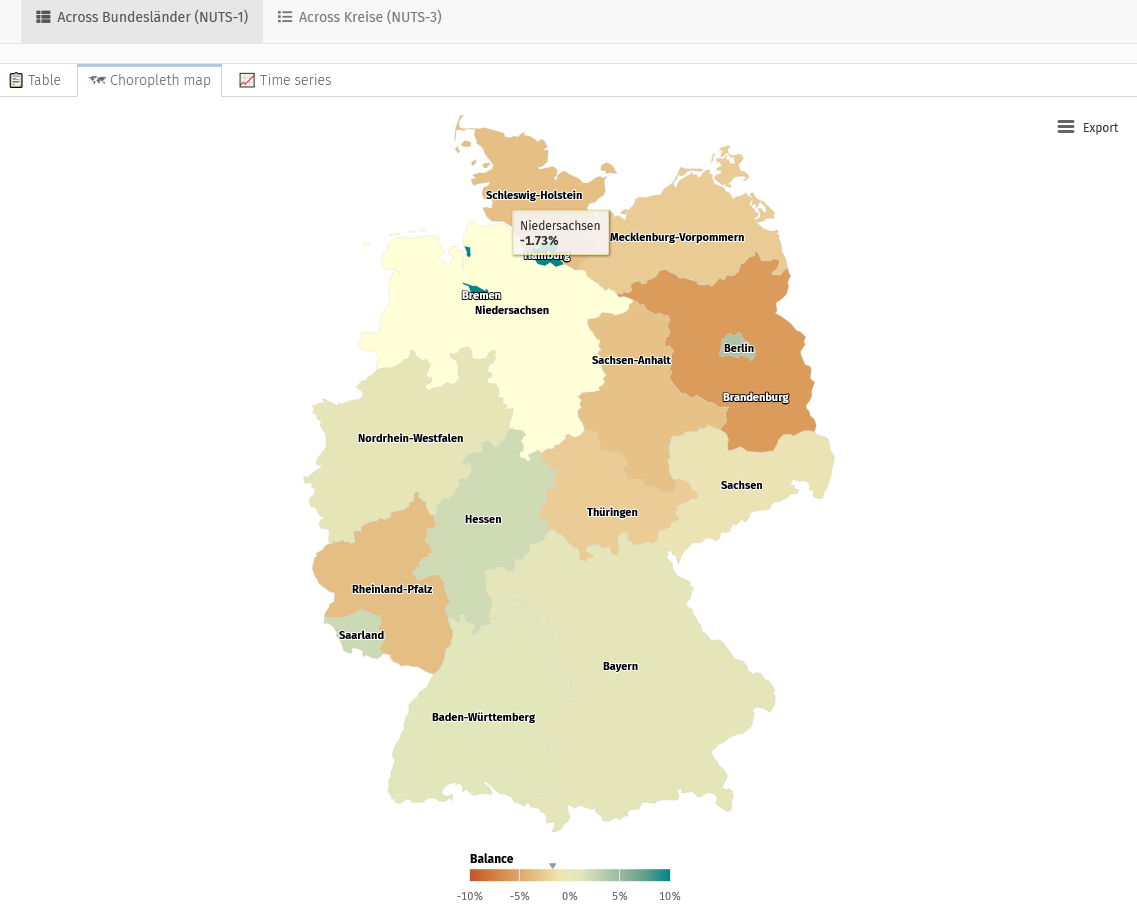 Across Bundesländer (NUTS-1)
Across Kreise (NUTS-3)
Table
Choropleth map
Time series
Export
Schleswig-Holstein
Niedersachsen
-1.73%
Mecklenburg-Vorpommern
Hamburg
Bremen
Niedersachsen
Berlin
Sachsen-Anhalt
Brandenburg
Nordrhein-Westfalen
Sachsen
Thüringen
Hessen
Rheinland-Pfalz
Saarland
Bayern
Baden-Württemberg
Balance
-10%
-5%
0%
5%
10%